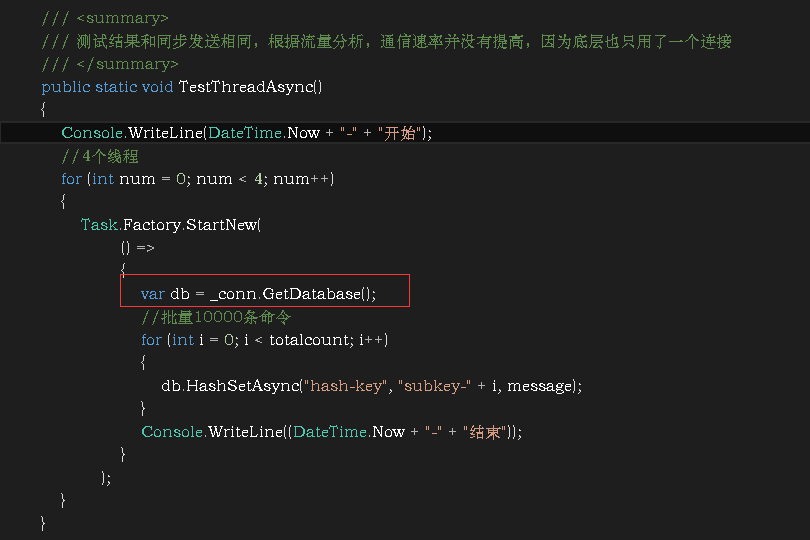 /// <summary>
/// 测试结果和同步发送相同，根据流量分析，通信速率并没有提高，因为底层也只用了一个连接
/// </summary>
public static void TestThreadAsync()
{
Console.WriteLine(DateTime.Now + "-" + "开始");
//4个线程
for (int num = 0; num < 4; num++)
{
Task.Factory.StartNew(
() =>
{
var db = _conn.GetDatabase();
//批量10000条命令
for (int i = 0; i < totalcount; i++)
{
db.HashSetAsync("hash-key", "subkey-" + i, message);
}
Console.WriteLine((DateTime.Now + "-" + "结束"));
}
);
}
}